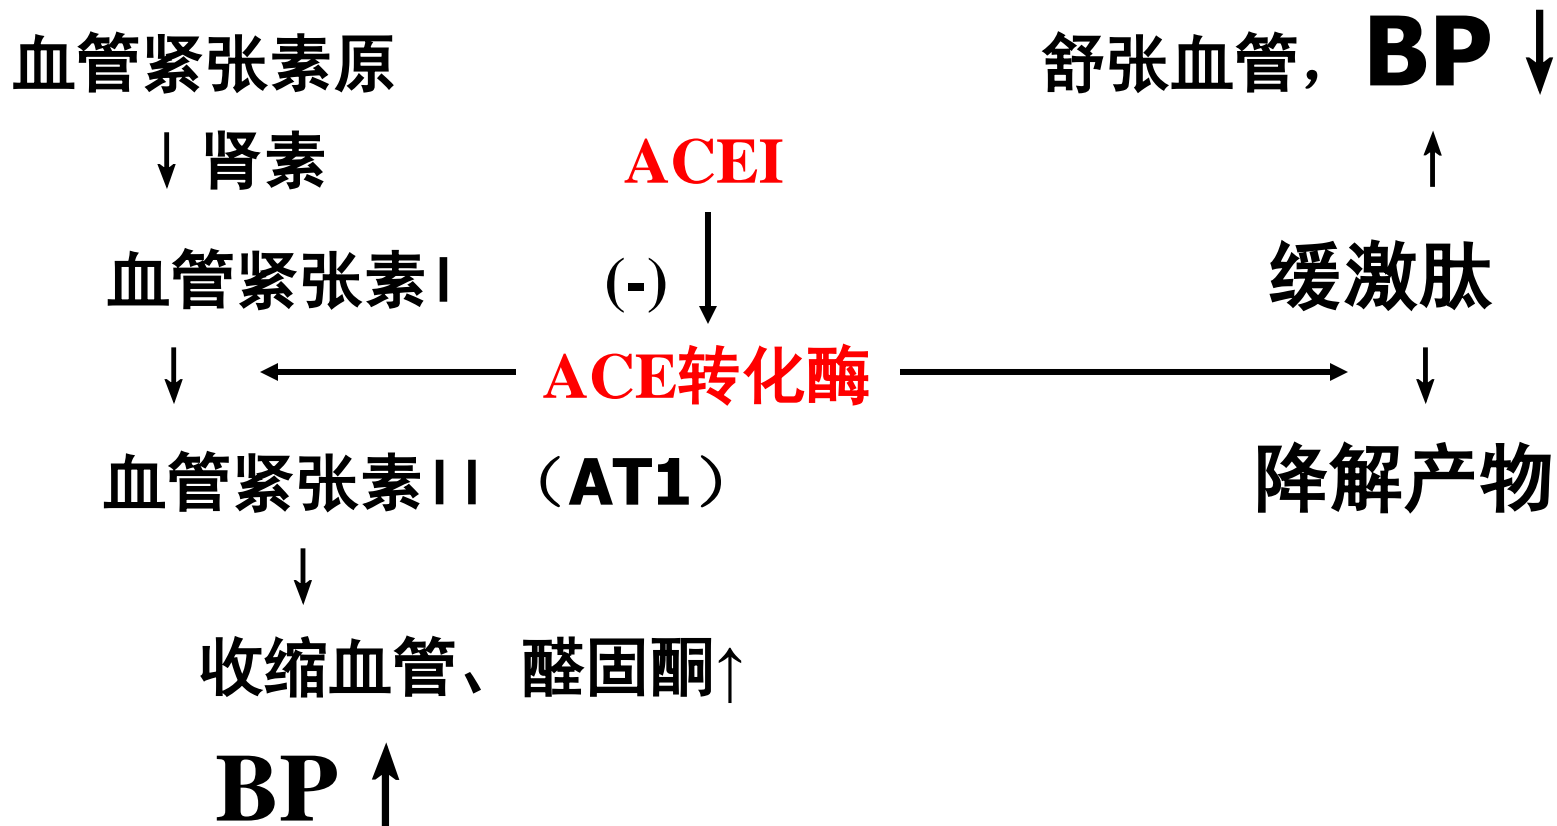 血管紧张素原
舒张血管，BP ↓
↓ 肾素
ACEI
↑
血管紧张素I
(-)
缓激肽
↓
ACE转化酶
↓
血管紧张素II （AT1）
降解产物
↓
收缩血管、醛固酮↑
BP ↑